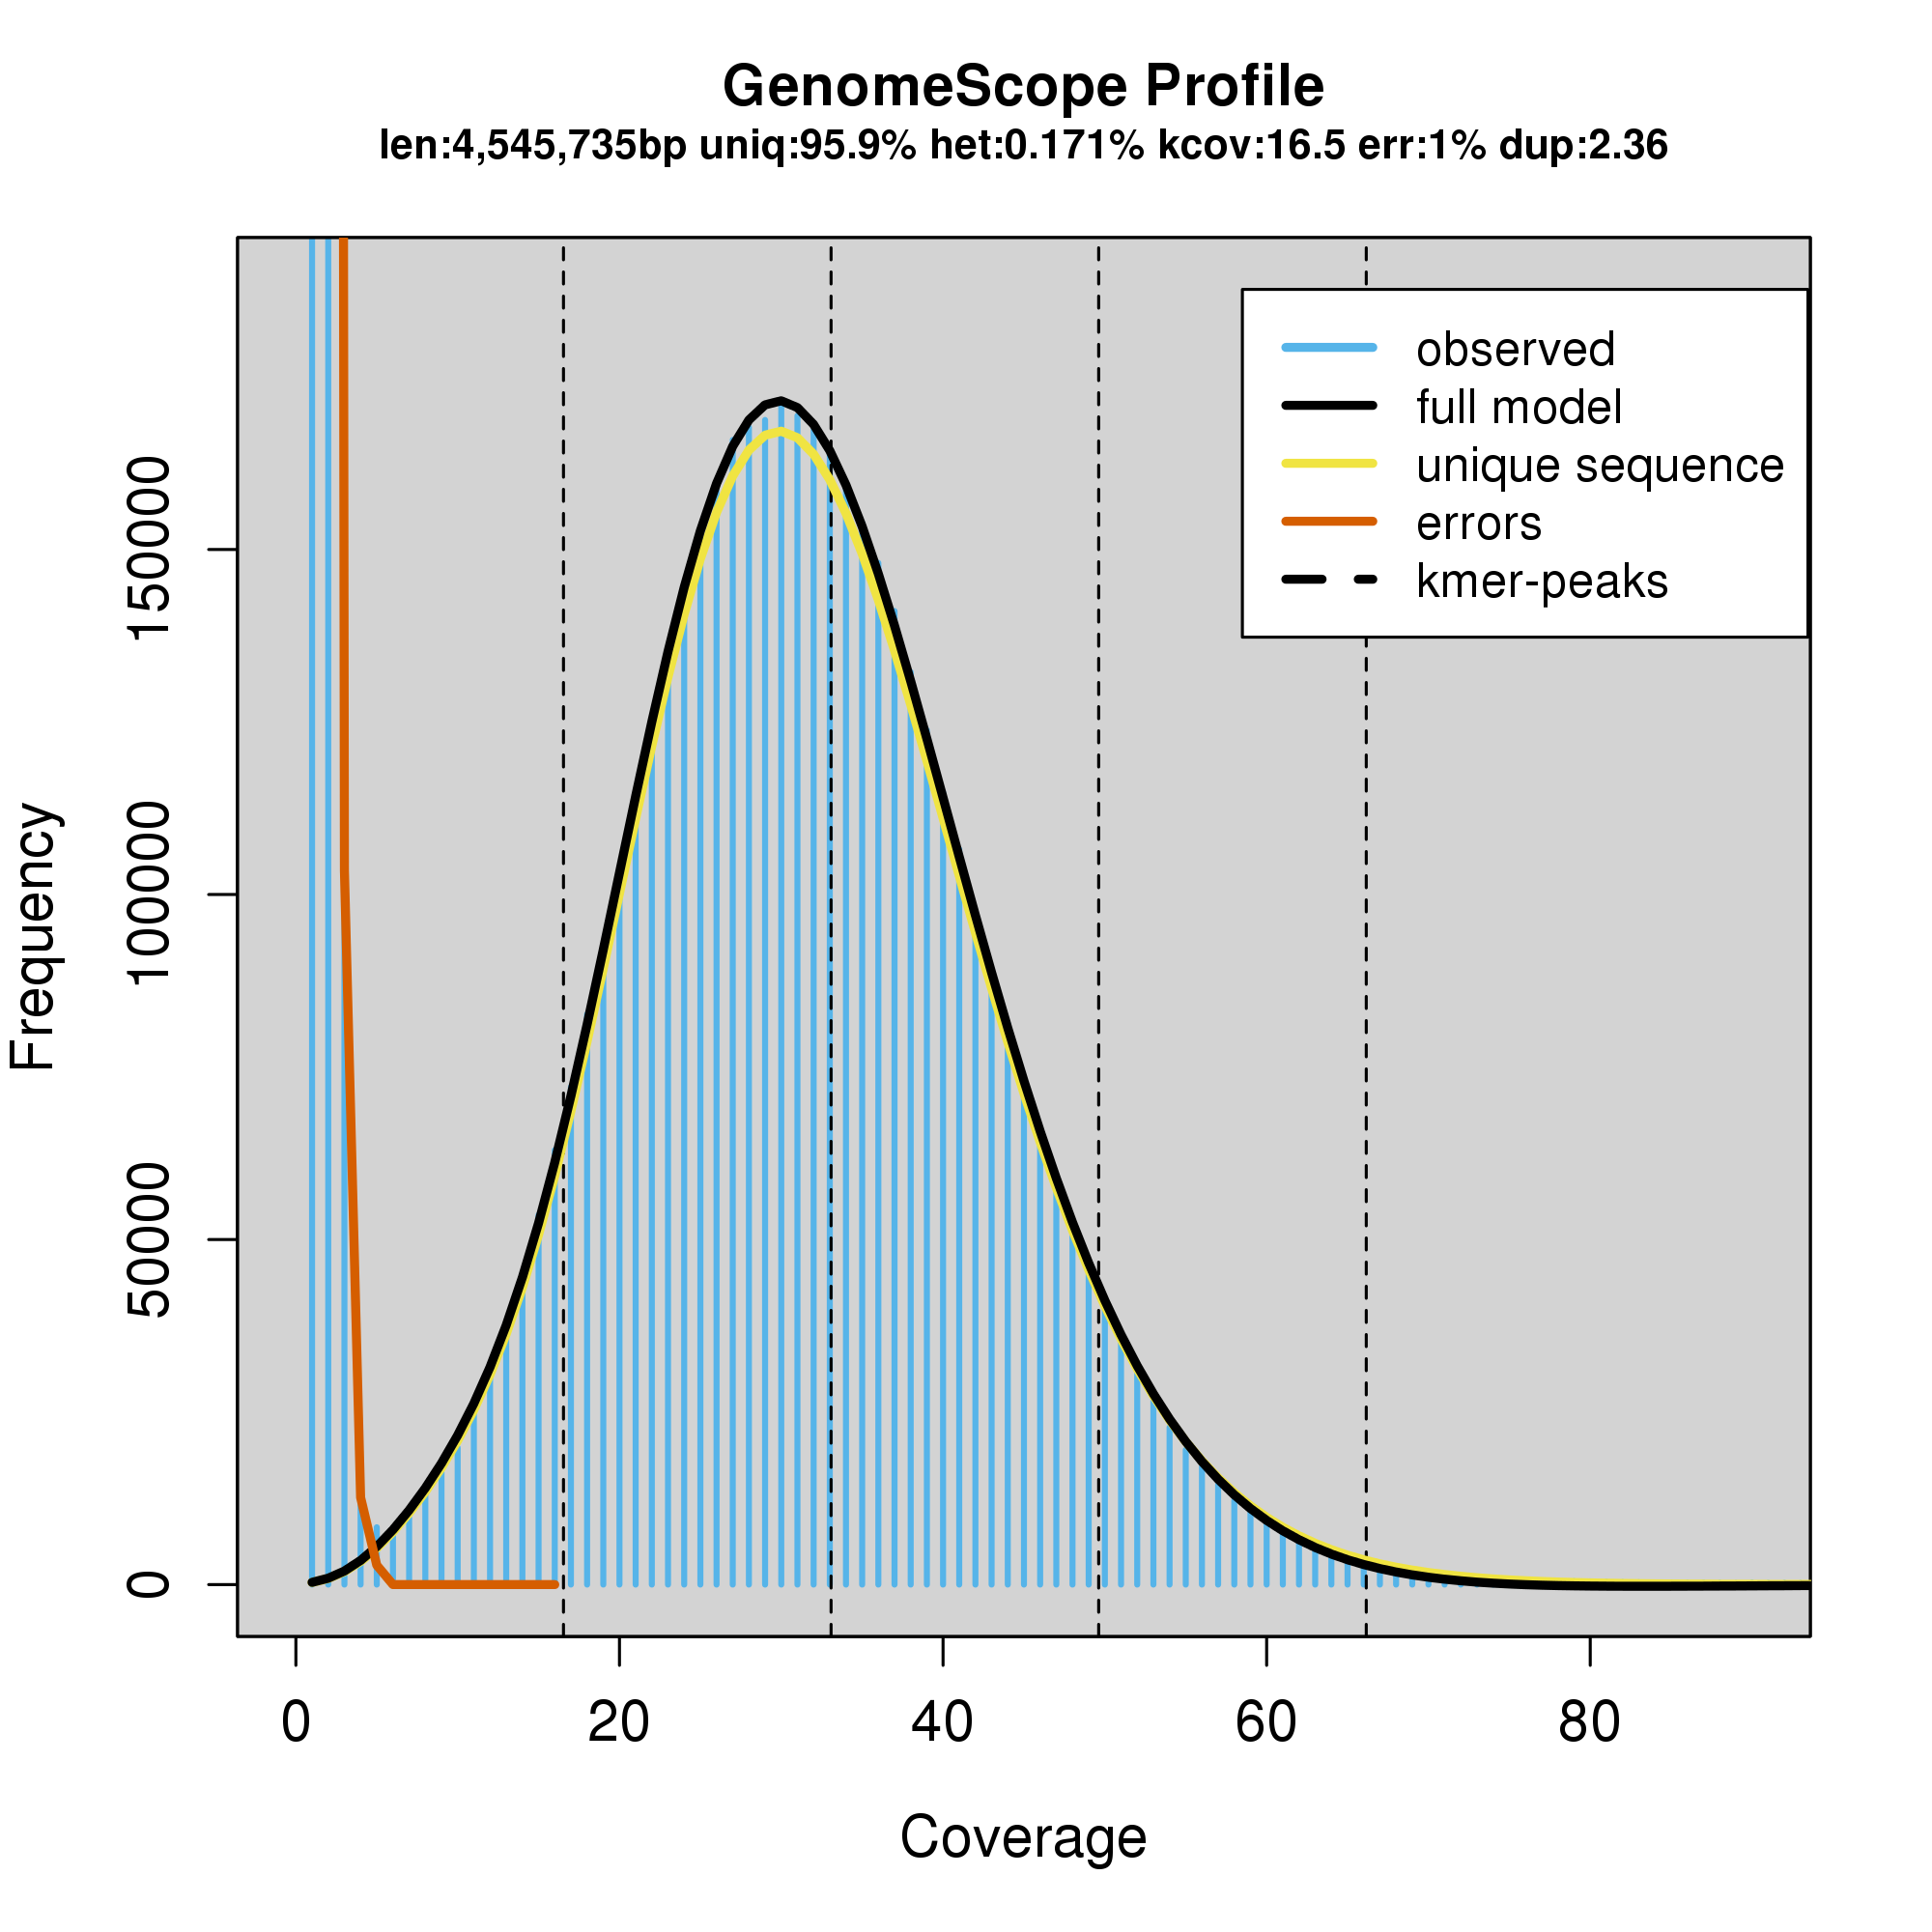 GenomeScope Profile
len:4,545,735bp uniq:95.9% het:0.171% kcov:16.5 err:1% dup:2.36
observed
full model
unique sequence
errors
kmer-peaks
Frequency
150000
100000
50000
0
0 20 40 60 80
Coverage